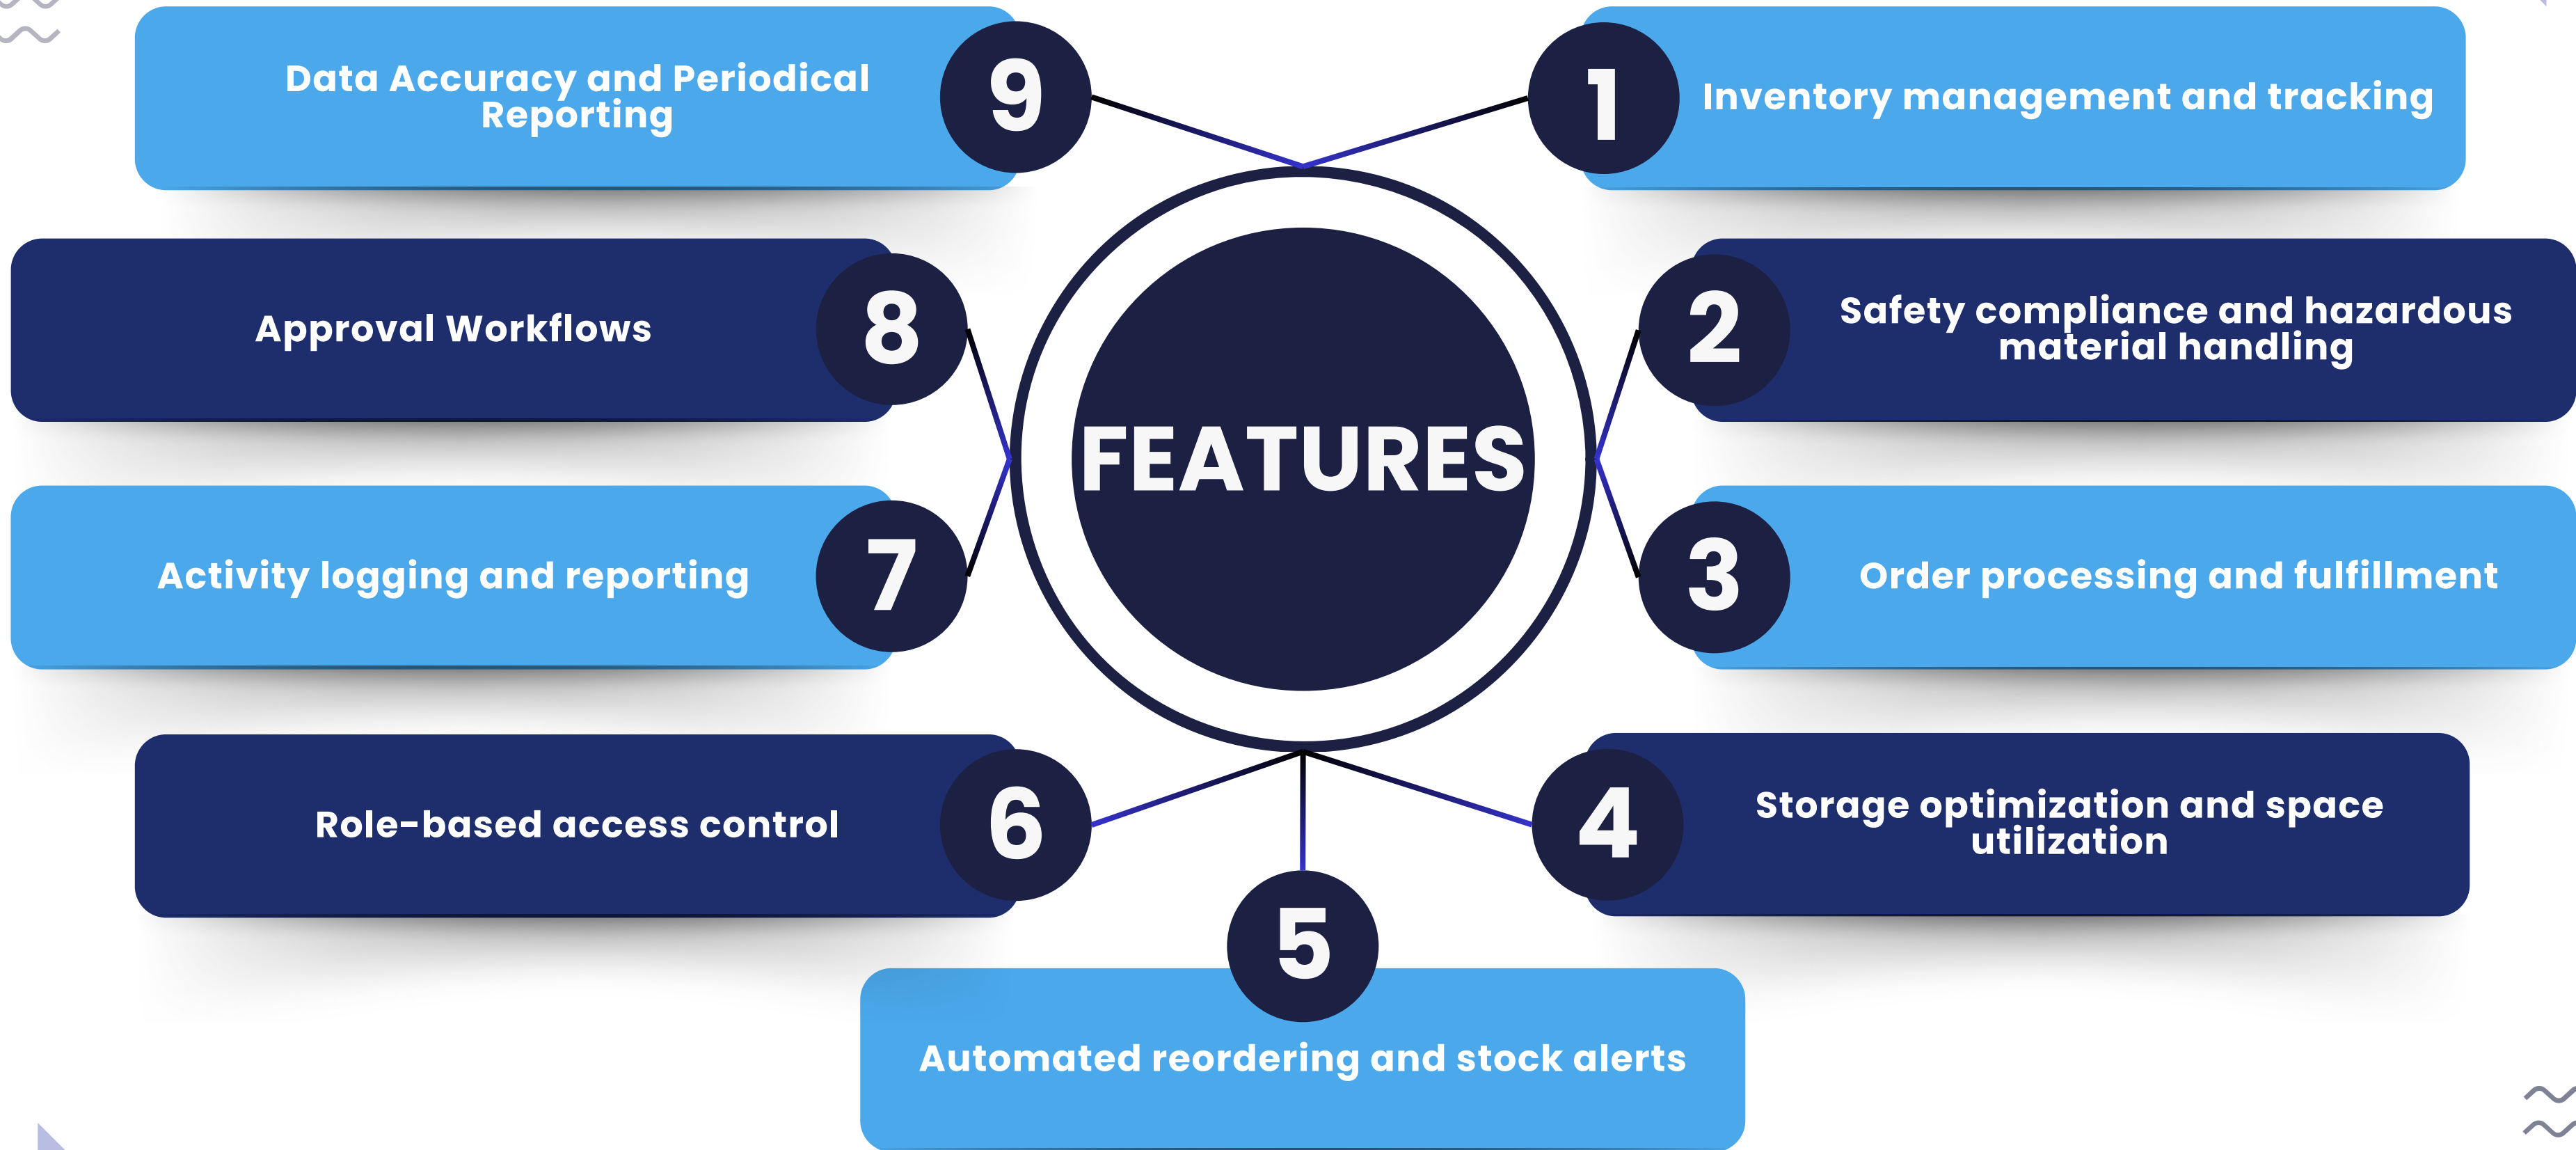 FEATURES
1
Inventory management and tracking
2
Safety compliance and hazardous
material handling
3
Order processing and fulfillment
4
Storage optimization and space
utilization
5
Automated reordering and stock alerts
6
Role-based access control
7
Activity logging and reporting
8
Approval Workflows
9
Data Accuracy and Periodical
Reporting